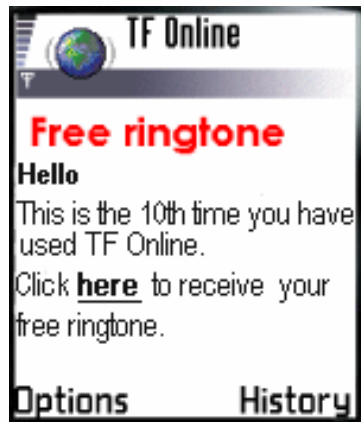 TF Online
Free ringtone
Hello
This is the 10th time you have
used TF Online.
Click here to receive your
free ringtone.
Options History